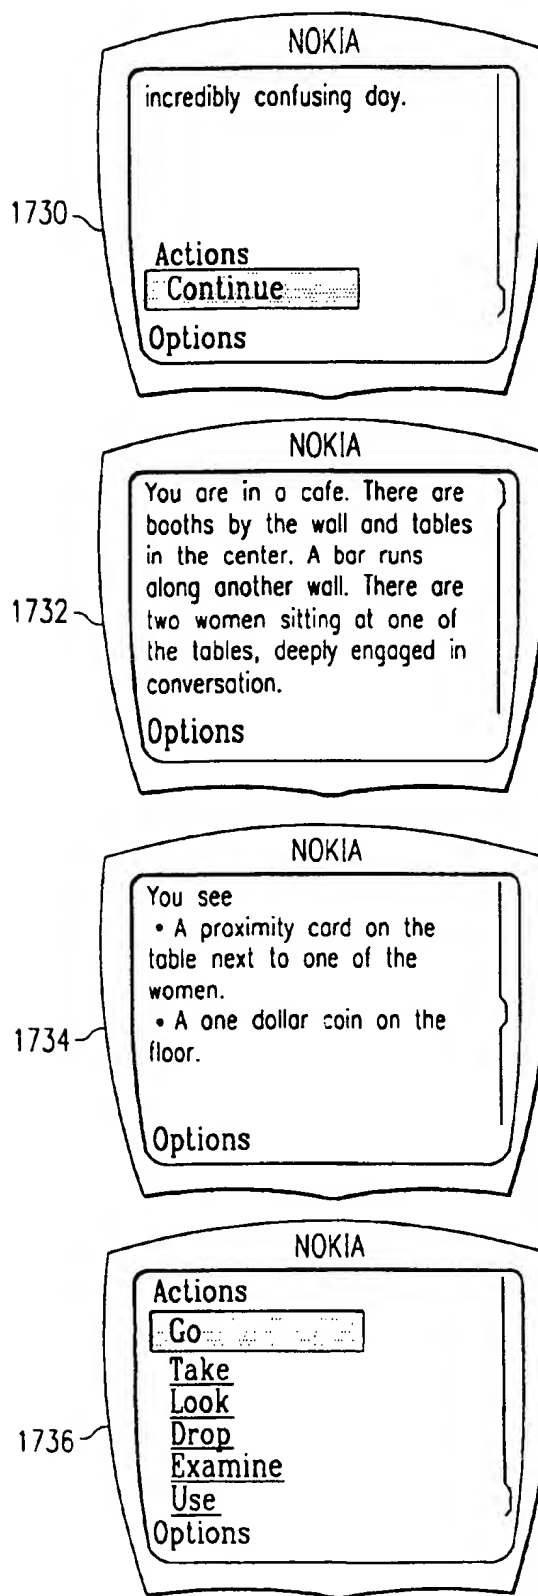 NOKIA
incredibly confusing day.
1730
Actions
Continue
Options
NOKIA
You are in a cafe. There are
booths by the wall and tables
in the center. A bar runs
along another wall. There are
two women sitting at one of
the tables, deeply engaged in
conversation.
1732
Options
NOKIA
You see
• A proximity card on the
table next to one of the
women.
• A one dollar coin on the
floor.
1734
Options
NOKIA
Actions
Go
Take
Look
Drop
Examine
1736
Use
Options